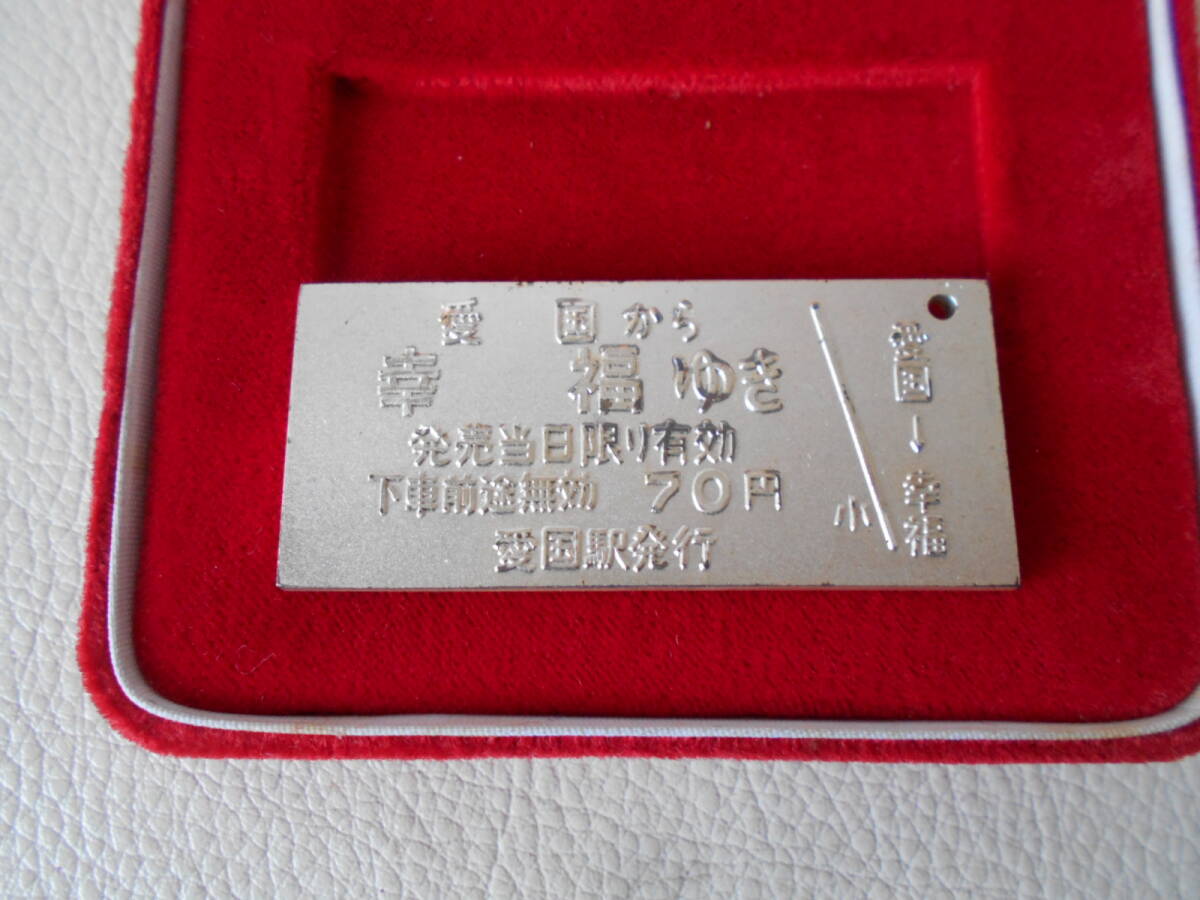 愛国から
幸福ゆき
発売当日限り有効
下車前途無効 70円
愛国駅発行
小
愛国→幸福